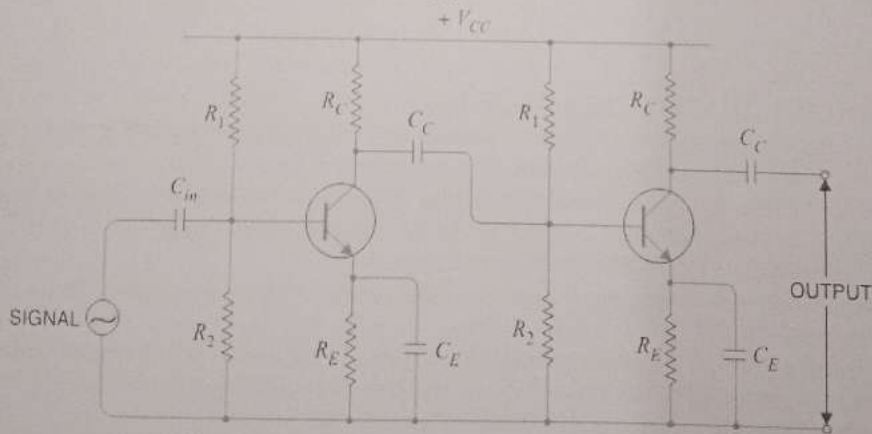 + V_CC
R_1
R_C
C_C
R_1
R_C
C_C
C_in
SIGNAL
R_2
R_E
C_E
R_2
R_E
C_E
OUTPUT